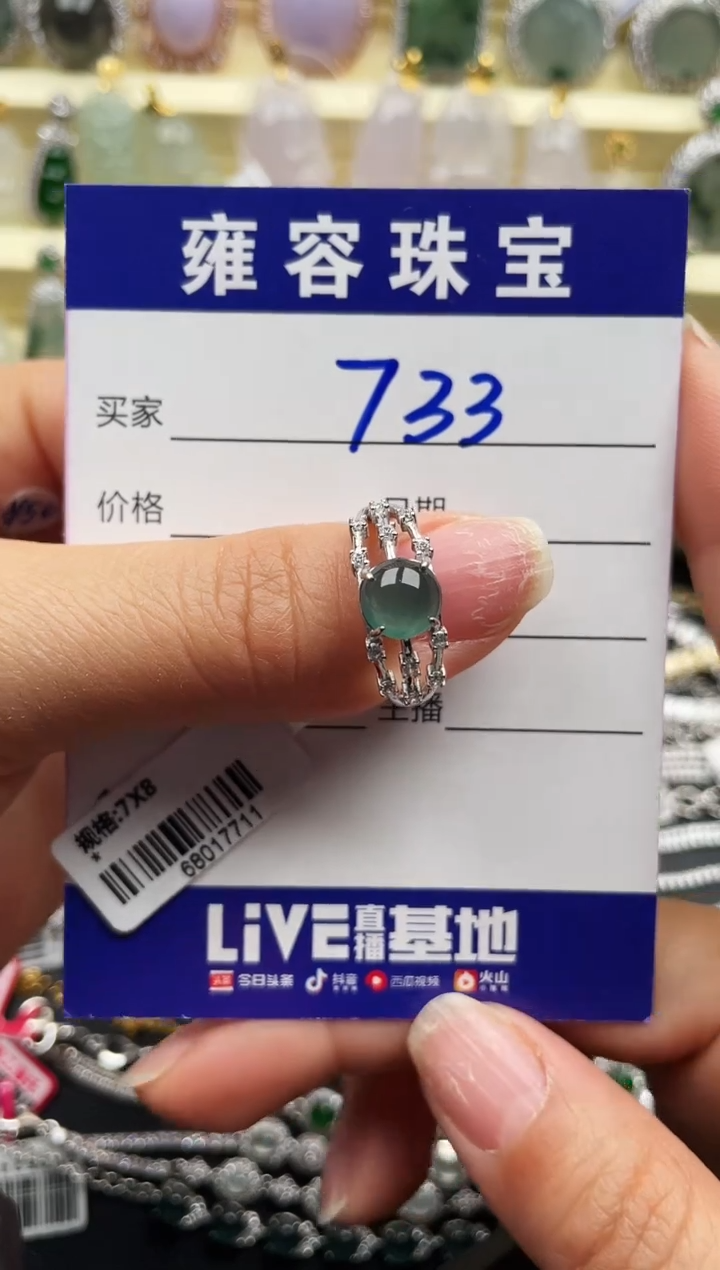 雍容珠宝
买家 733
价格
主播
规格:7X8
*
68017711
LiVE直播基地
今日头条 抖音 西瓜视频 火山